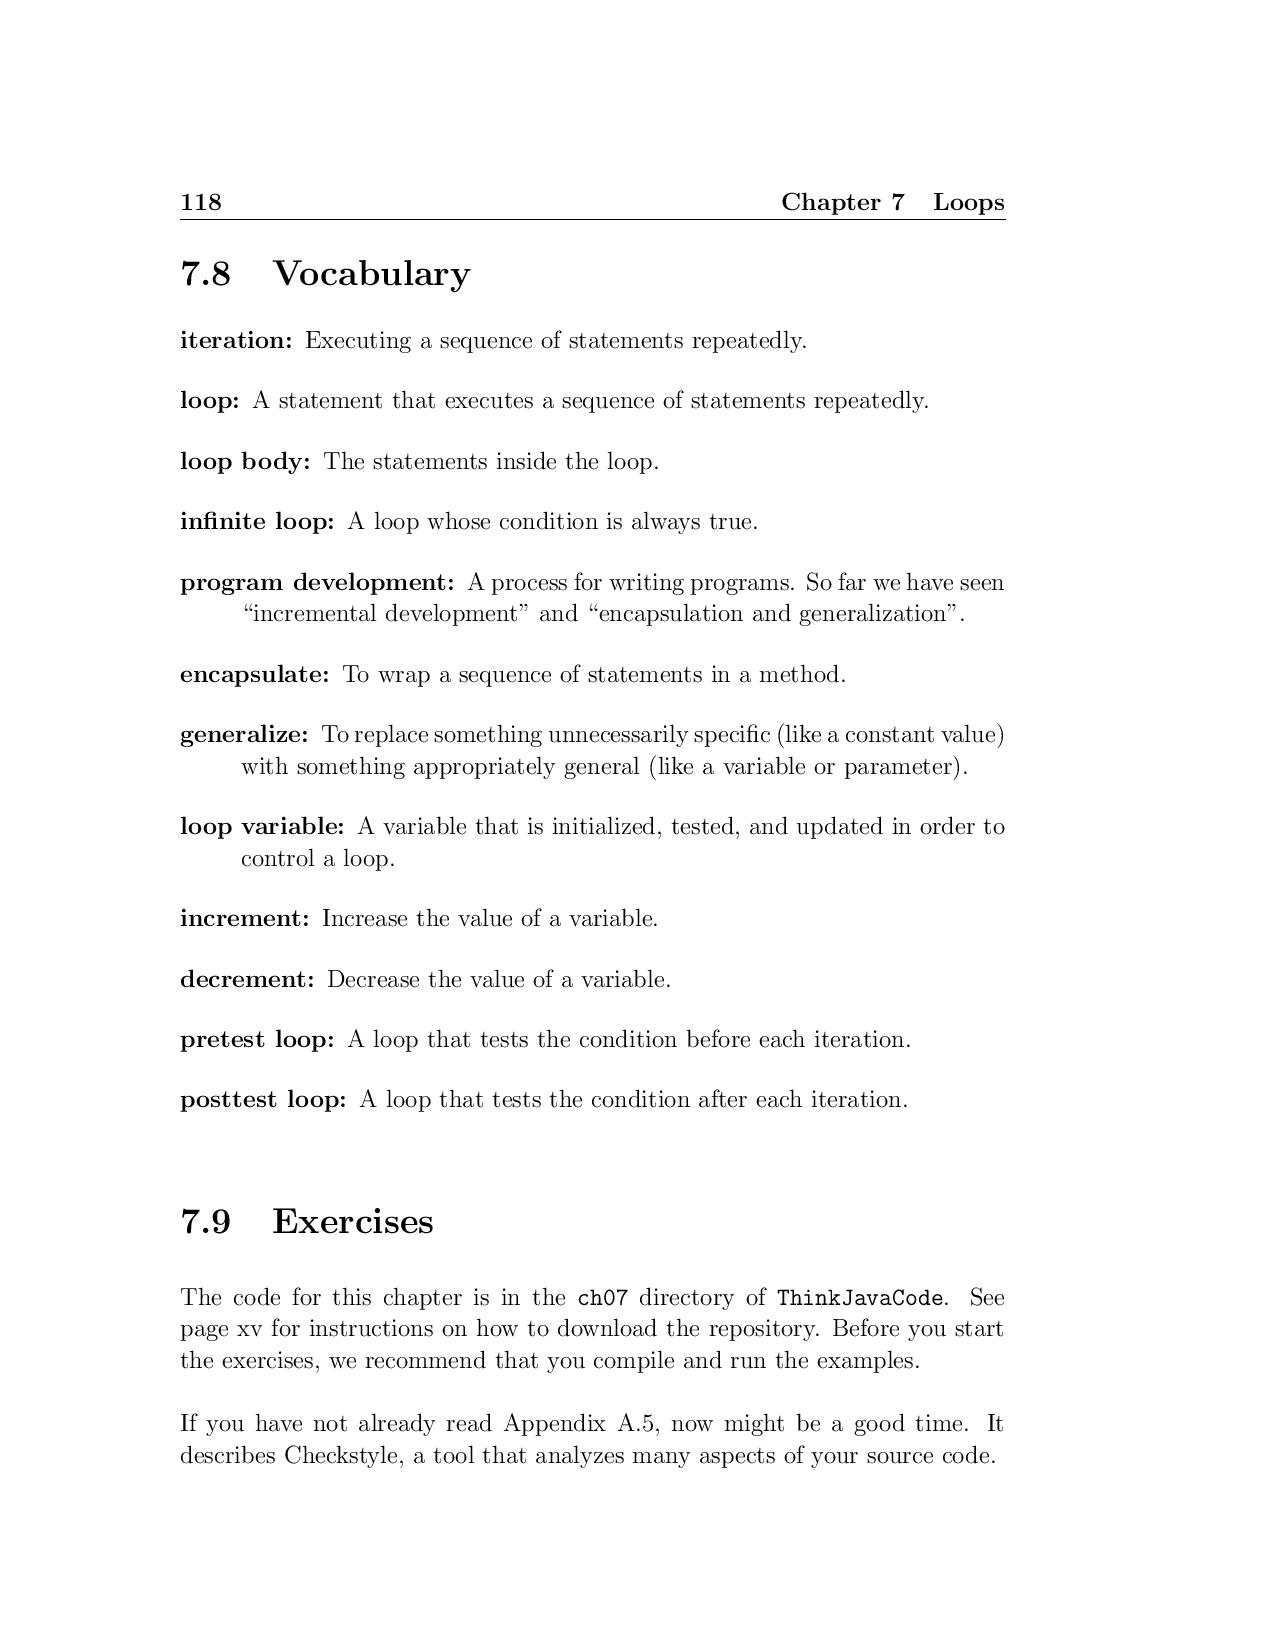 118 Chapter 7 Loops
7.8 Vocabulary
iteration: Executing a sequence of statements repeatedly.
loop: A statement that executes a sequence of statements repeatedly.
loop body: The statements inside the loop.
infinite loop: A loop whose condition is always true.
program development: A process for writing programs. So far we have seen
“incremental development” and “encapsulation and generalization”.
encapsulate: To wrap a sequence of statements in a method.
generalize: To replace something unnecessarily specific (like a constant value)
with something appropriately general (like a variable or parameter).
loop variable: A variable that is initialized, tested, and updated in order to
control a loop.
increment: Increase the value of a variable.
decrement: Decrease the value of a variable.
pretest loop: A loop that tests the condition before each iteration.
posttest loop: A loop that tests the condition after each iteration.
7.9 Exercises
The code for this chapter is in the ch07 directory of ThinkJavaCode. See
page xv for instructions on how to download the repository. Before you start
the exercises, we recommend that you compile and run the examples.
If you have not already read Appendix A.5, now might be a good time. It
describes Checkstyle, a tool that analyzes many aspects of your source code.